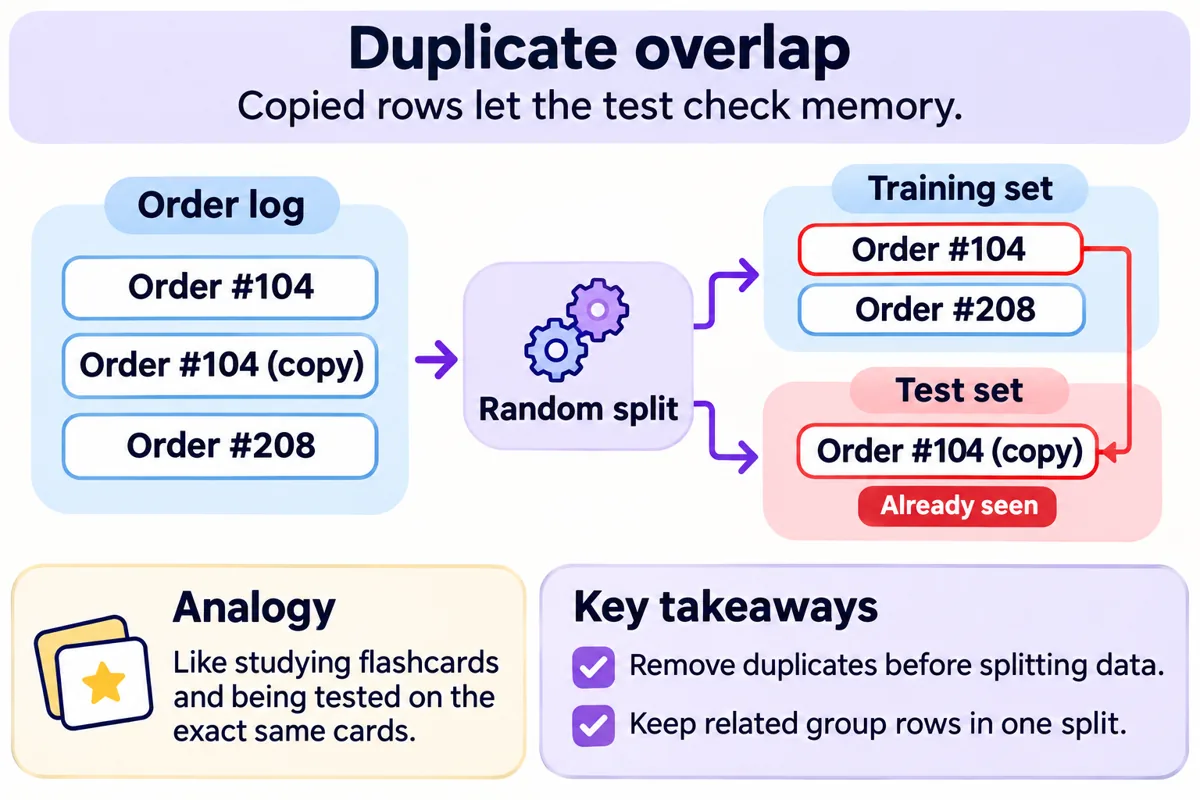 Duplicate overlap
Copied rows let the test check memory.
Order log
Order #104
Order #104 (copy)
Order #208
Random split
Training set
Order #104
Order #208
Test set
Order #104 (copy)
Already seen
Analogy
Like studying flashcards
and being tested on the
exact same cards.
Key takeaways
Remove duplicates before splitting data.
Keep related group rows in one split.